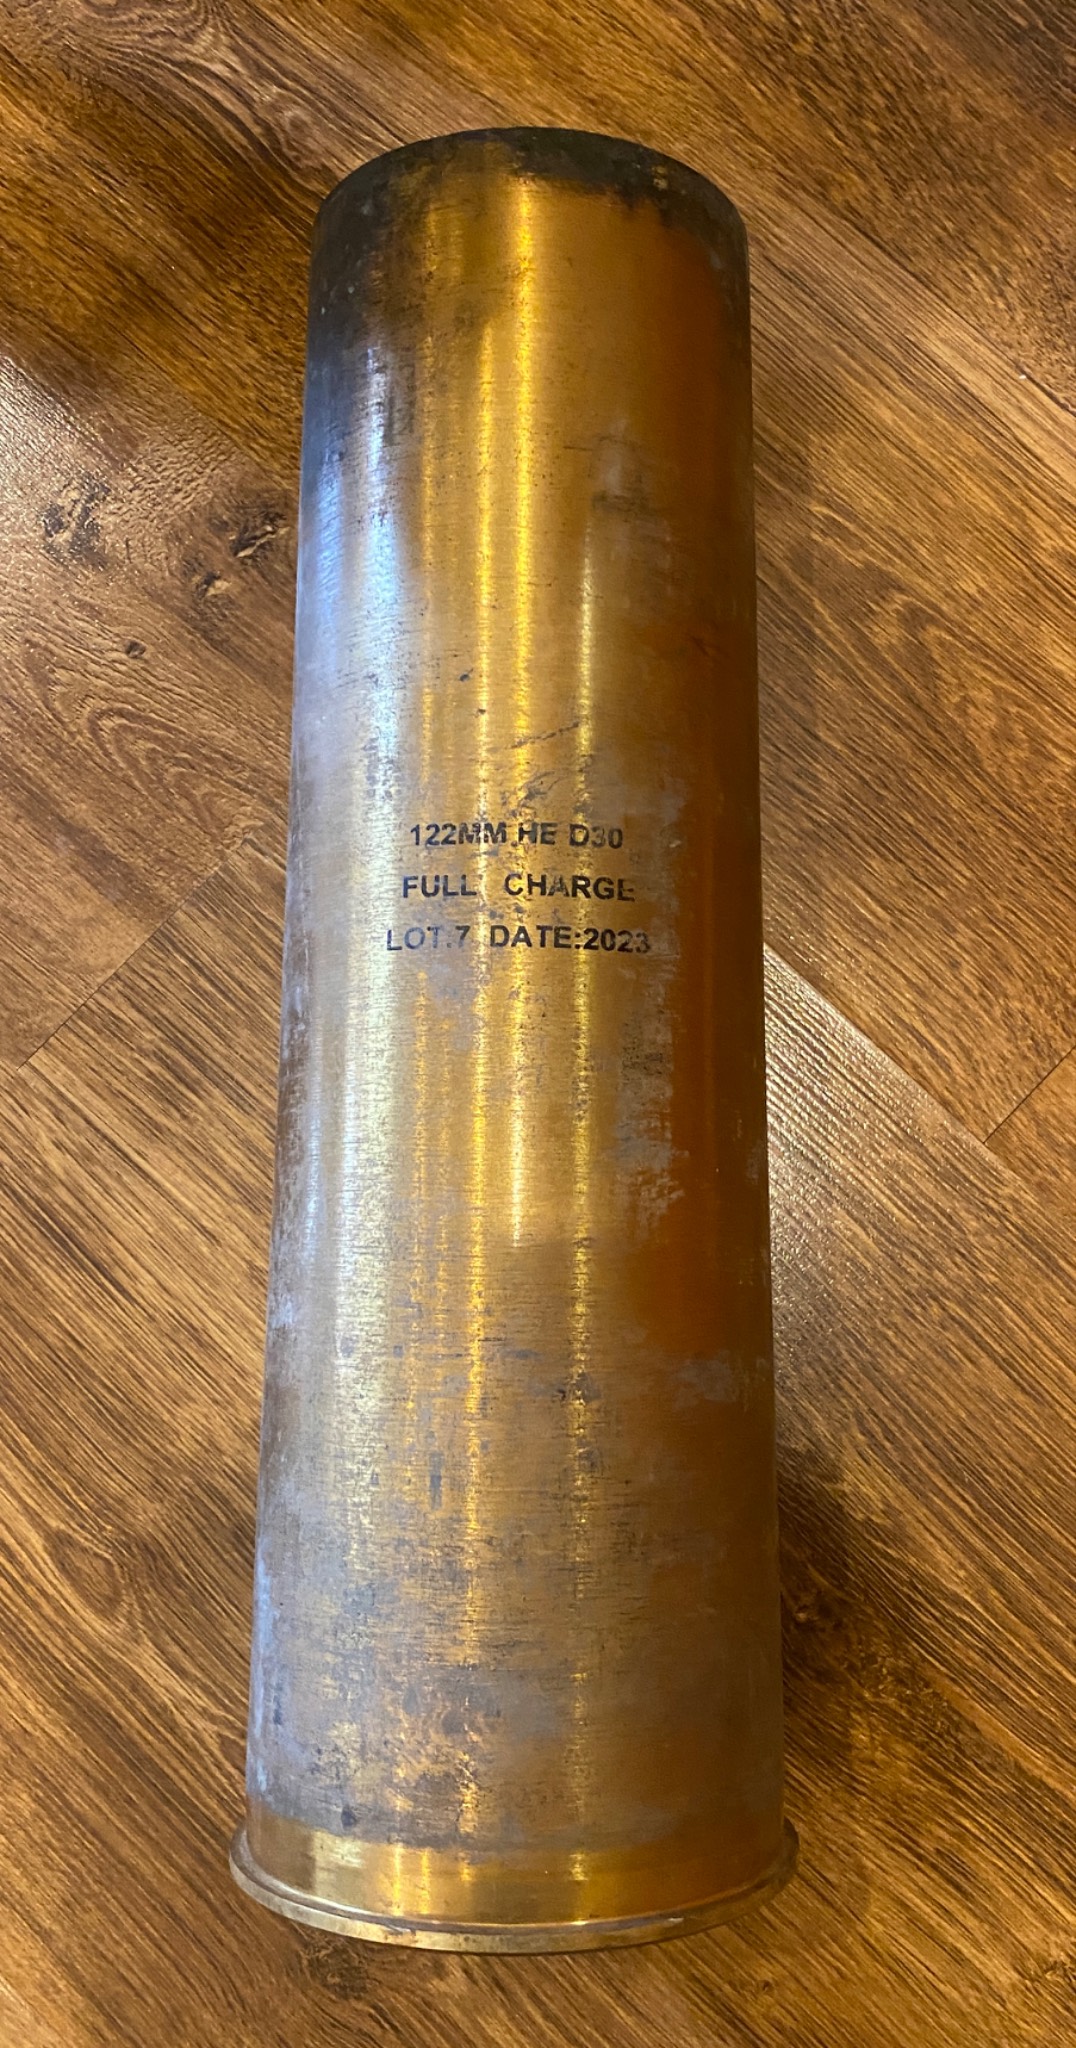 122MM HE D30
FULL CHARGE
LOT:7 DATE:2023